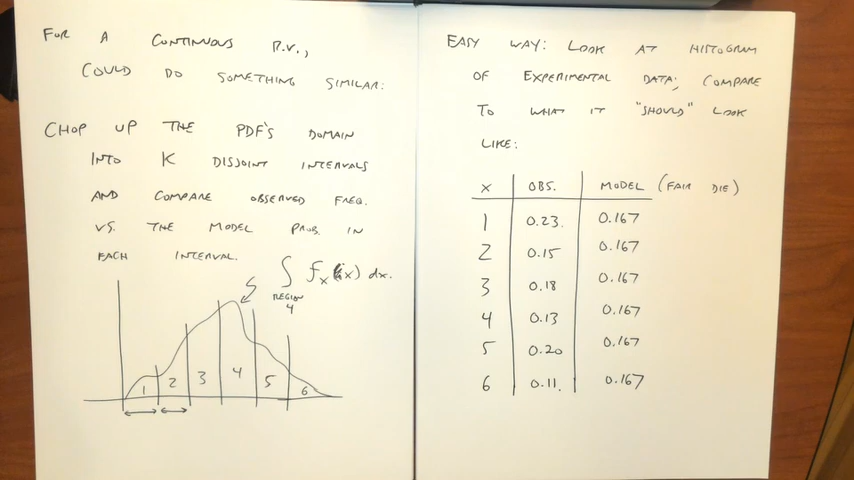 FOR A CONTINUOUS R.V.,
COULD DO SOMETHING SIMILAR:
CHOP UP THE PDF'S DOMAIN
INTO K DISJOINT INTERVALS
AND COMPARE OBSERVED FREQ.
VS. THE MODEL PROB. IN
EACH INTERVAL.
∫ fx(x) dx.
REGION
4
1 2 3 4 5 6
EASY WAY: LOOK AT HISTOGRAM
OF EXPERIMENTAL DATA; COMPARE
TO WHAT IT "SHOULD" LOOK
LIKE:
X OBS. MODEL (FAIR DIE)
1 0.23. 0.167
2 0.15 0.167
3 0.18 0.167
4 0.13 0.167
5 0.20 0.167
6 0.11. 0.167